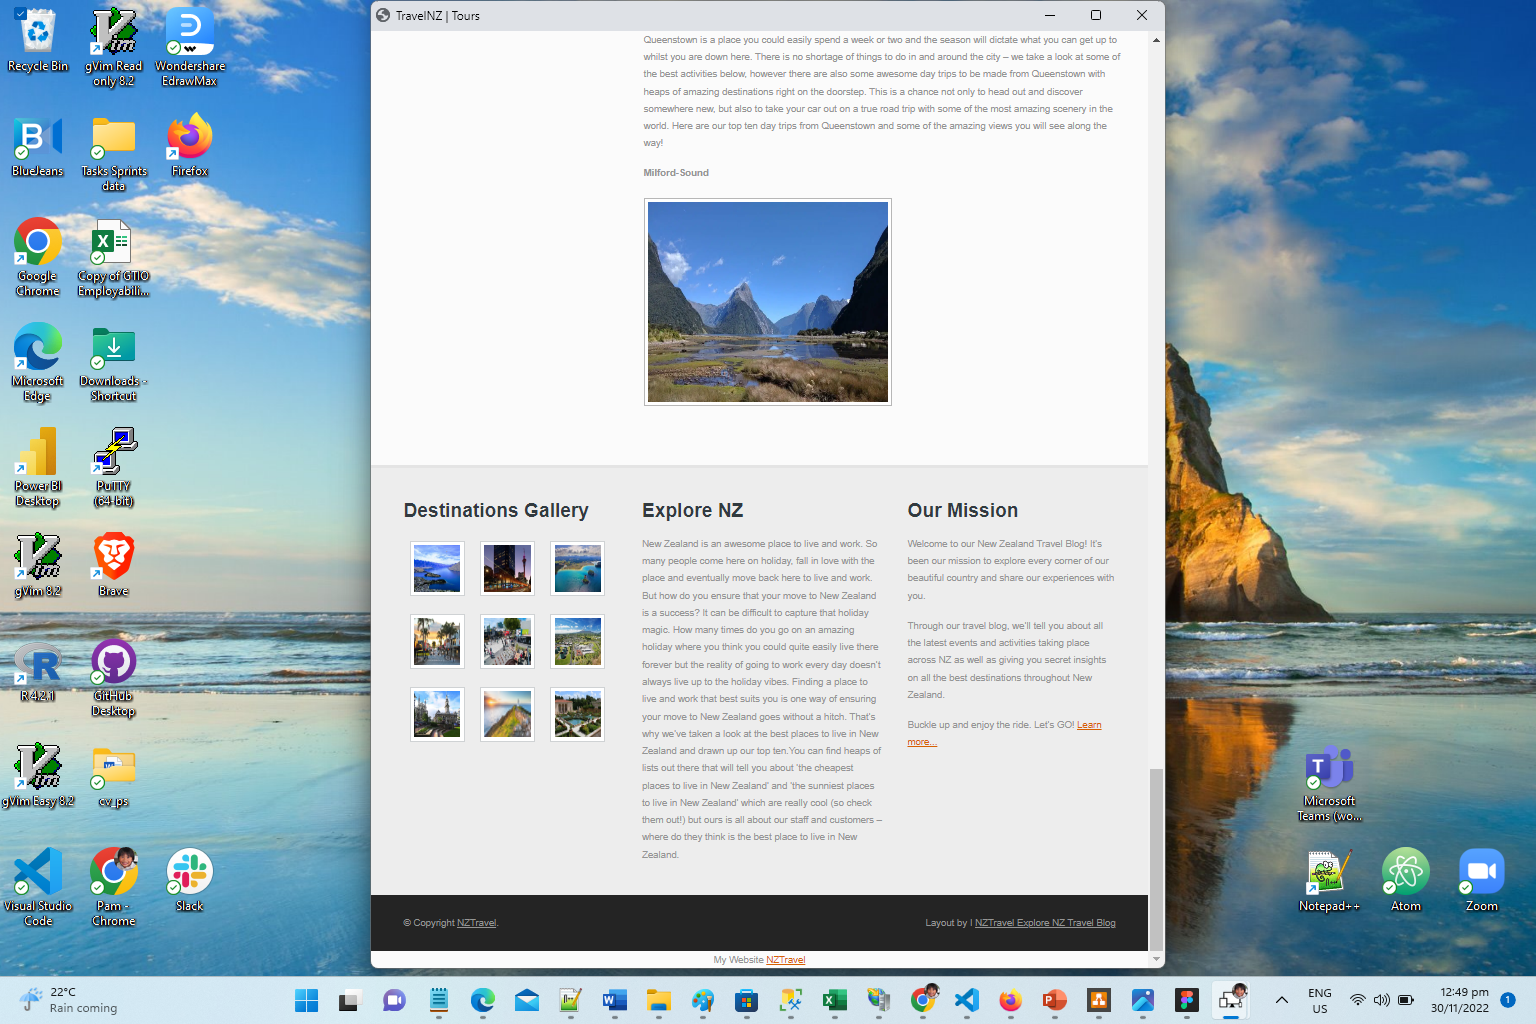 Recycle Bin
gVim Read
only 8.2
Wondershare
EdrawMax
BlueJeans
Tasks Sprints
data
Firefox
Google
Chrome
Copy of GTIO
Employabili...
Microsoft
Edge
Downloads -
Shortcut
Power BI
Desktop
PuTTY
(64-bit)
gVim 8.2
Brave
R 4.2.1
GitHub
Desktop
gVim Easy 8.2
cv_ps
Visual Studio
Code
Pam -
Chrome
Slack
TravelNZ | Tours
Queenstown is a place you could easily spend a week or two and the season will dictate what you can get up to
whilst you are down here. There is no shortage of things to do in and around the city – we take a look at some of
the best activities below, however there are also some awesome day trips to be made from Queenstown with
heaps of amazing destinations right on the doorstep. This is a chance not only to head out and discover
somewhere new, but also to take your car out on a true road trip with some of the most amazing scenery in the
world. Here are our top ten day trips from Queenstown and some of the amazing views you will see along the
way!
Milford-Sound
Destinations Gallery
Explore NZ
New Zealand is an awesome place to live and work. So
many people come here on holiday, fall in love with the
place and eventually move back here to live and work.
But how do you ensure that your move to New Zealand
is a success? It can be difficult to capture that holiday
magic. How many times do you go on an amazing
holiday where you think you could quite easily live there
forever but the reality of going to work every day doesn't
always live up to the holiday vibes. Finding a place to
live and work that best suits you is one way of ensuring
your move to New Zealand goes without a hitch. That's
why we've taken a look at the best places to live in New
Zealand and drawn up our top ten.You can find heaps of
lists out there that will tell you about 'the cheapest
places to live in New Zealand' and 'the sunniest places
to live in New Zealand' which are really cool (so check
them out!) but ours is all about our staff and customers –
where do they think is the best place to live in New
Zealand.
Our Mission
Welcome to our New Zealand Travel Blog! It's
been our mission to explore every corner of our
beautiful country and share our experiences with
you.
Through our travel blog, we'll tell you about all
the latest events and activities taking place
across NZ as well as giving you secret insights
on all the best destinations throughout New
Zealand.
Buckle up and enjoy the ride. Let's GO! Learn
more...
© Copyright NZTravel.
Layout by I NZTravel Explore NZ Travel Blog
My Website NZTravel
Microsoft
Teams (wo...
Notepad++
Atom
Zoom
22°C
Rain coming
ENG
US
12:49 pm
30/11/2022
1